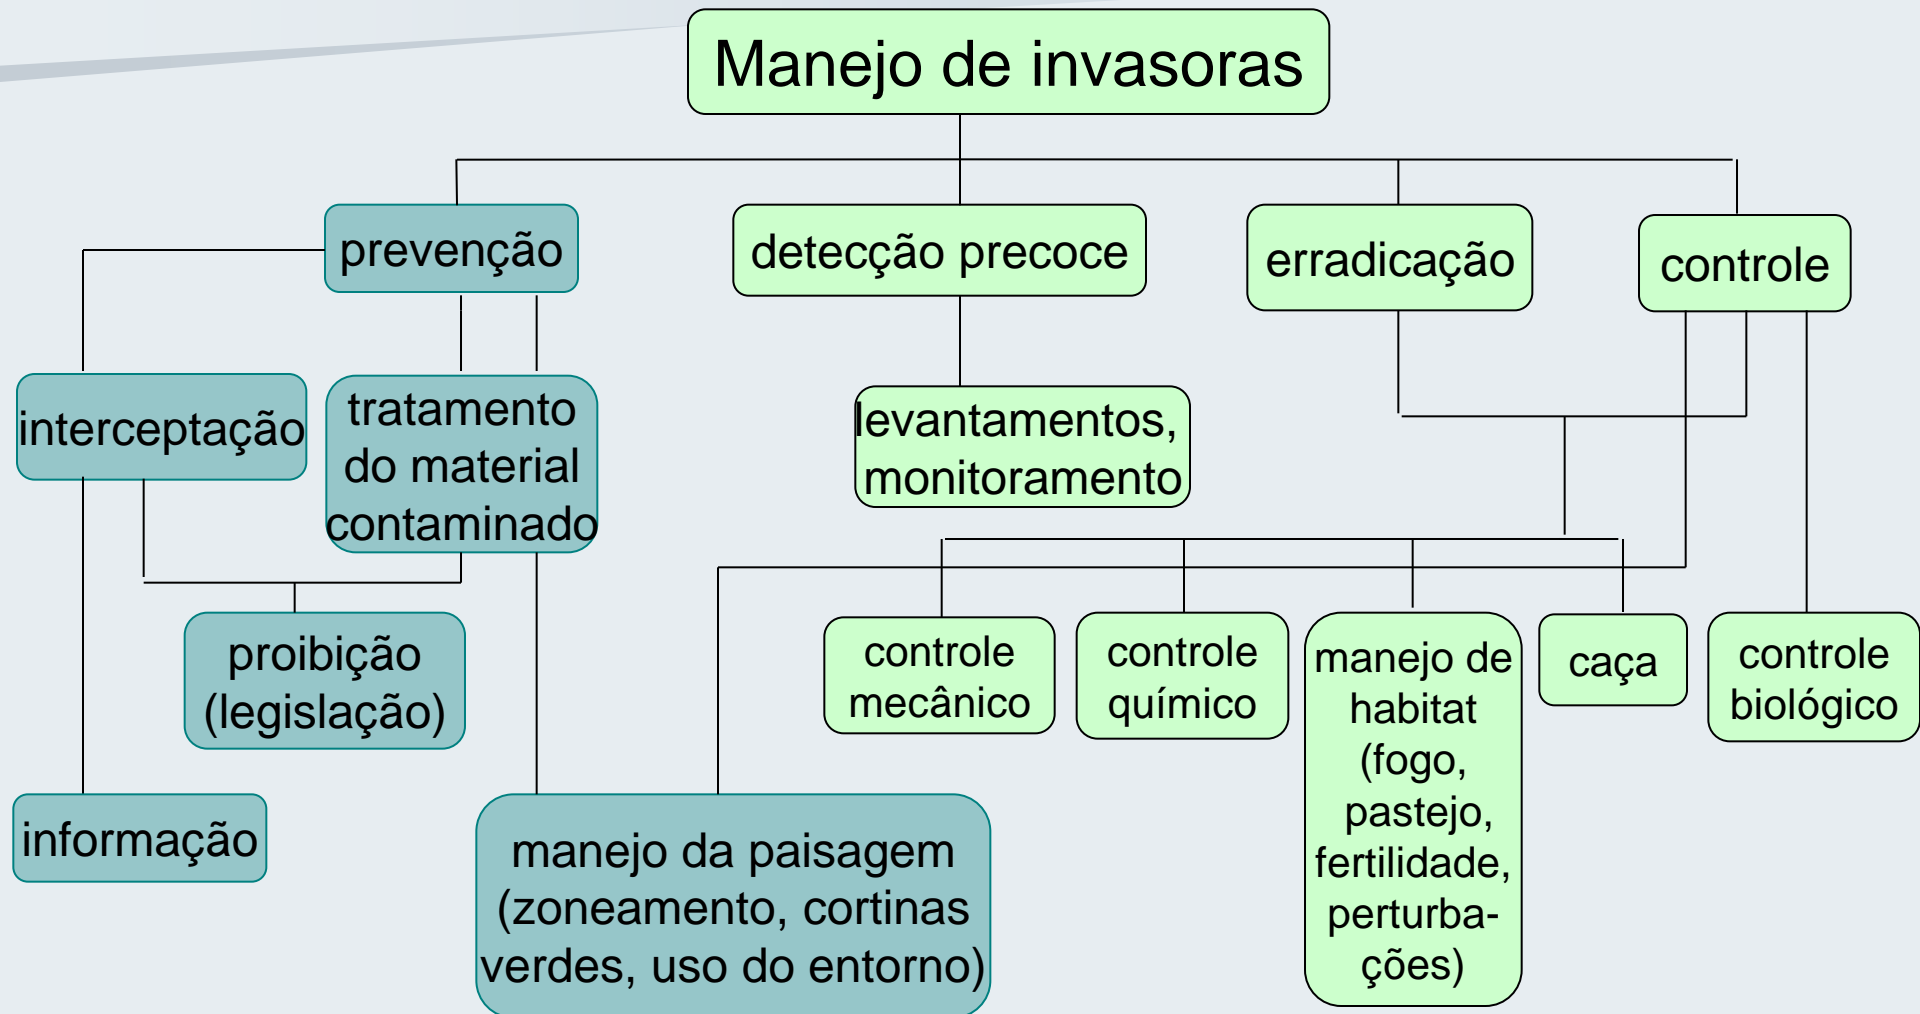 Manejo de invasoras
prevenção
detecção precoce
erradicação
controle
interceptação
tratamento
do material
contaminado
levantamentos,
monitoramento
proibição
(legislação)
controle
mecânico
controle
químico
manejo de
habitat
(fogo,
pastejo,
fertilidade,
perturba-
ções)
caça
controle
biológico
informação
manejo da paisagem
(zoneamento, cortinas
verdes, uso do entorno)